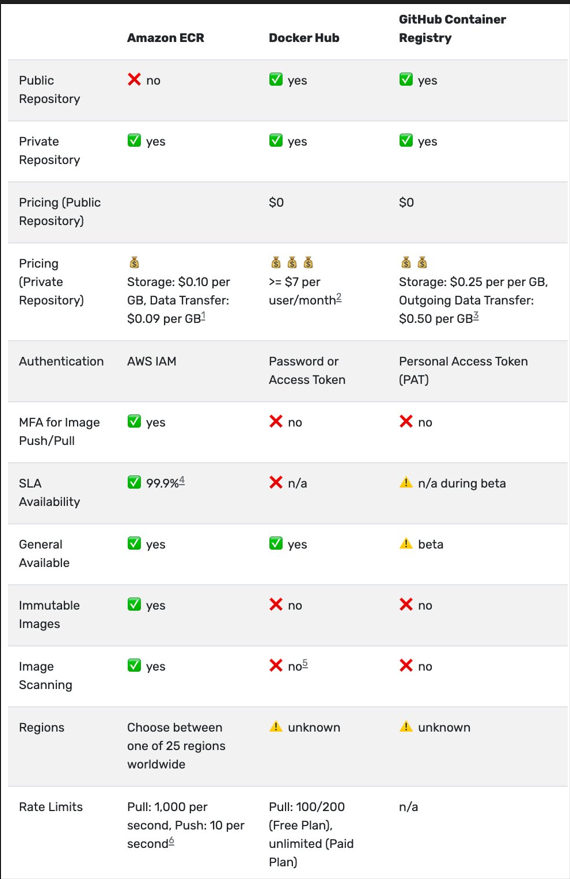 Amazon ECR Docker Hub GitHub Container
Registry
Public
Repository
❌ no ✅ yes ✅ yes
Private
Repository
✅ yes ✅ yes ✅ yes
Pricing (Public
Repository)
$0 $0
Pricing
(Private
Repository)
💰
Storage: $0.10 per
GB, Data Transfer:
$0.09 per GB1
💰 💰 💰
>= $7 per
user/month2
💰 💰
Storage: $0.25 per per GB,
Outgoing Data Transfer:
$0.50 per GB3
Authentication
AWS IAM
Password or
Access Token
Personal Access Token
(PAT)
MFA for Image
Push/Pull
✅ yes ❌ no ❌ no
SLA
Availability
✅ 99.9%4 ❌ n/a ⚠️ n/a during beta
General
Available
✅ yes ✅ yes ⚠️ beta
Immutable
Images
✅ yes ❌ no ❌ no
Image
Scanning
✅ yes ❌ no5 ❌ no
Regions
Choose between
one of 25 regions
worldwide
⚠️ unknown ⚠️ unknown
Rate Limits
Pull: 1,000 per
second, Push: 10 per
second6
Pull: 100/200
(Free Plan),
unlimited (Paid
Plan)
n/a